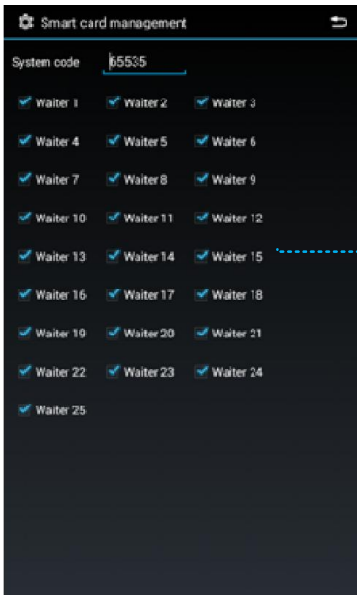 Smart card management
System code 65535
Waiter 1 Waiter 2 Waiter 3
Waiter 4 Waiter 5 Waiter 6
Waiter 7 Waiter 8 Waiter 9
Waiter 10 Waiter 11 Waiter 12
Waiter 13 Waiter 14 Waiter 15
Waiter 16 Waiter 17 Waiter 18
Waiter 19 Waiter 20 Waiter 21
Waiter 22 Waiter 23 Waiter 24
Waiter 25